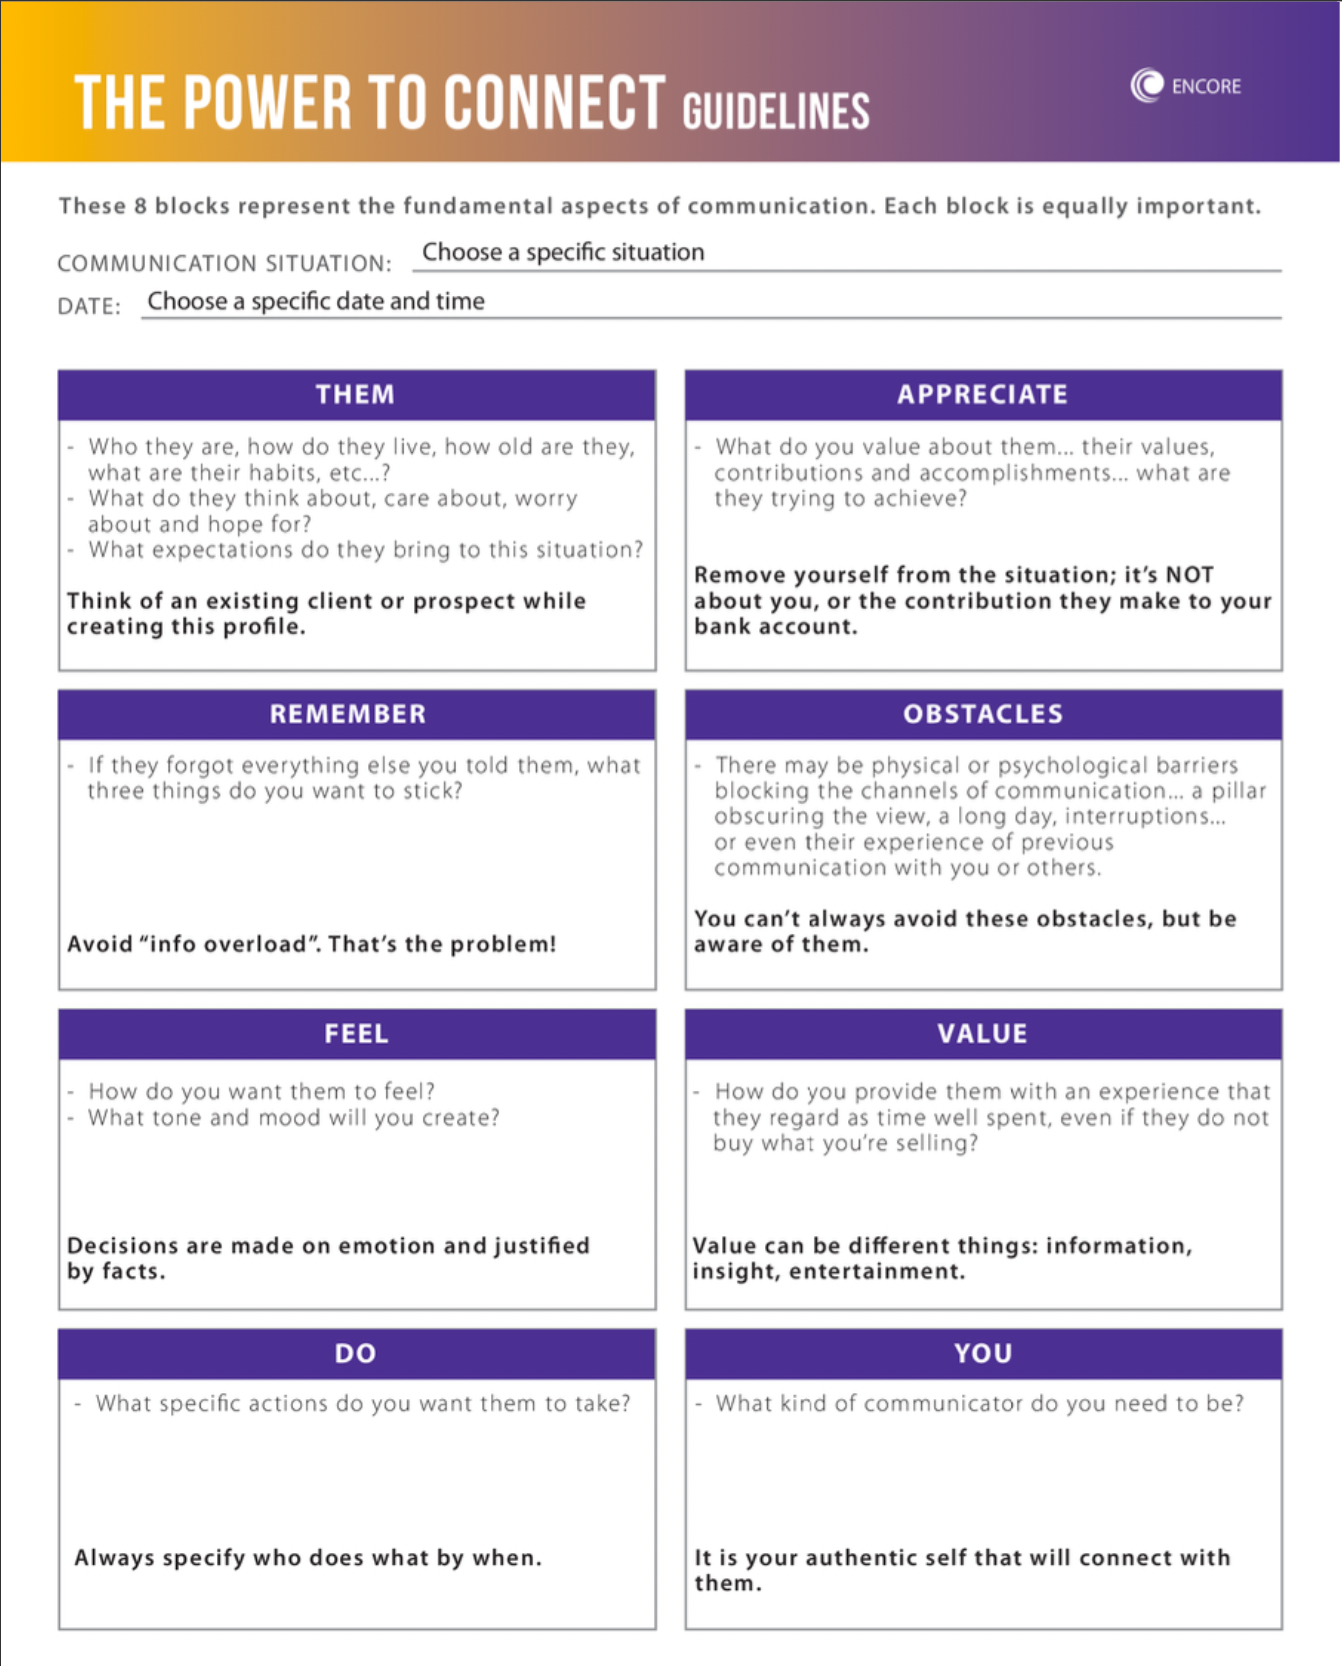 THE POWER TO CONNECT GUIDELINES
ENCORE
These 8 blocks represent the fundamental aspects of communication. Each block is equally important.
COMMUNICATION SITUATION: Choose a specific situation
DATE: Choose a specific date and time
THEM
- Who they are, how do they live, how old are they,
what are their habits, etc...?
- What do they think about, care about, worry
about and hope for?
- What expectations do they bring to this situation?
Think of an existing client or prospect while
creating this profile.
APPRECIATE
- What do you value about them... their values,
contributions and accomplishments... what are
they trying to achieve?
Remove yourself from the situation; it's NOT
about you, or the contribution they make to your
bank account.
REMEMBER
- If they forgot everything else you told them, what
three things do you want to stick?
Avoid “info overload”. That's the problem!
OBSTACLES
- There may be physical or psychological barriers
blocking the channels of communication... a pillar
obscuring the view, a long day, interruptions...
or even their experience of previous
communication with you or others.
You can't always avoid these obstacles, but be
aware of them.
FEEL
- How do you want them to feel?
- What tone and mood will you create?
Decisions are made on emotion and justified
by facts.
VALUE
- How do you provide them with an experience that
they regard as time well spent, even if they do not
buy what you're selling?
Value can be different things: information,
insight, entertainment.
DO
- What specific actions do you want them to take?
Always specify who does what by when.
YOU
- What kind of communicator do you need to be?
It is your authentic self that will connect with
them.